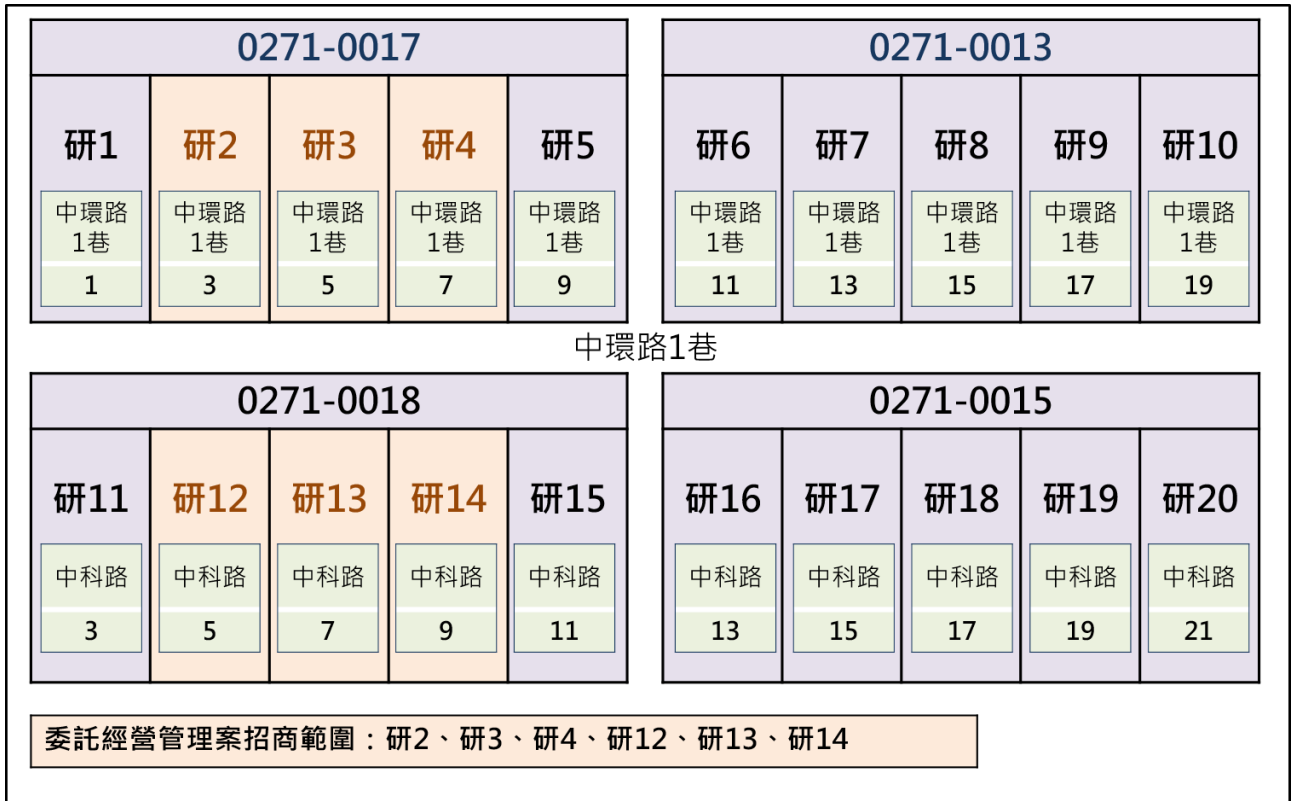 0271-0017
0271-0013
研1 研2 研3 研4 研5
研6 研7 研8 研9 研10
中環路 中環路 中環路 中環路 中環路
1巷 1巷 1巷 1巷 1巷
1 3 5 7 9
中環路 中環路 中環路 中環路 中環路
1巷 1巷 1巷 1巷 1巷
11 13 15 17 19
中環路1巷
0271-0018
0271-0015
研11 研12 研13 研14 研15
研16 研17 研18 研19 研20
中科路 中科路 中科路 中科路 中科路
3 5 7 9 11
中科路 中科路 中科路 中科路 中科路
13 15 17 19 21
委託經營管理案招商範圍：研2、研3、研4、研12、研13、研14